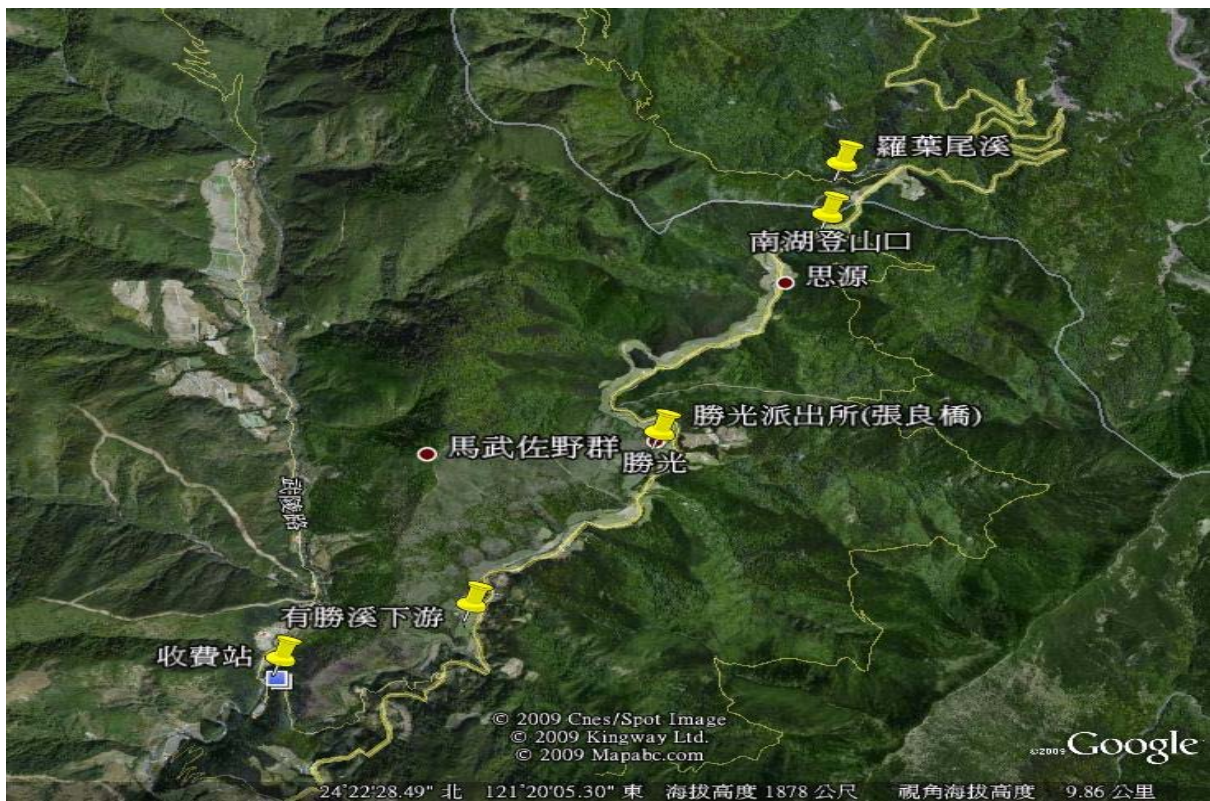 羅葉尾溪
南湖登山口
思源
勝光派出所(張良橋)
馬武佐野群
勝光
武陵路
有勝溪下游
收費站
© 2009 Cnes/Spot Image
© 2009 Kingway Ltd.
© 2009 Mapabc.com
©2009 Google
24°22'28.49" 北 121°20'05.30" 東 海拔高度 1878 公尺 視角海拔高度 9.86 公里